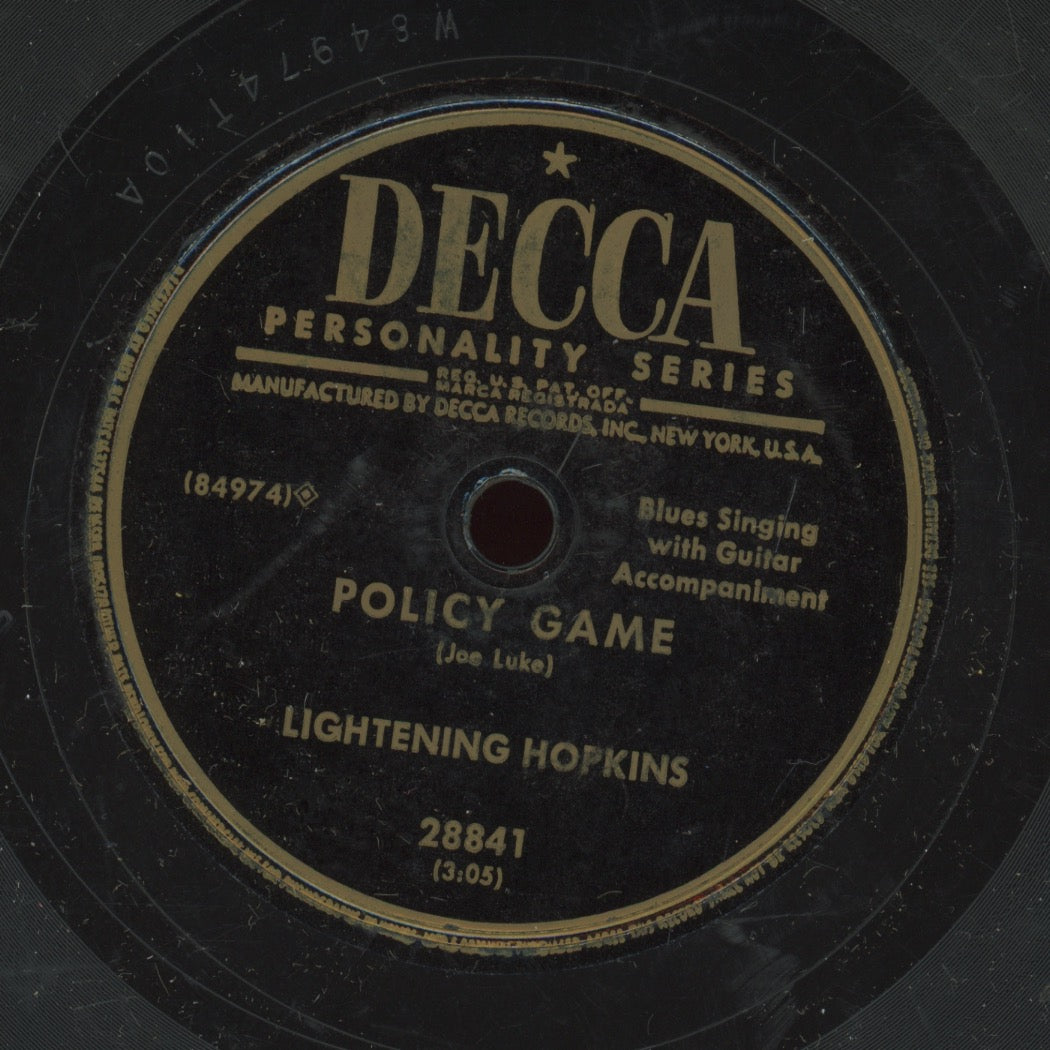 W84974T10A
DECCA
PERSONALITY SERIES
REG. U.S. PAT. OFF.
MARCA REGISTRADA
MANUFACTURED BY DECCA RECORDS, INC., NEW YORK, U.S.A.
(84974)
Blues Singing
with Guitar
Accompaniment
POLICY GAME
(Joe Luke)
LIGHTENING HOPKINS
28841
(3:05)